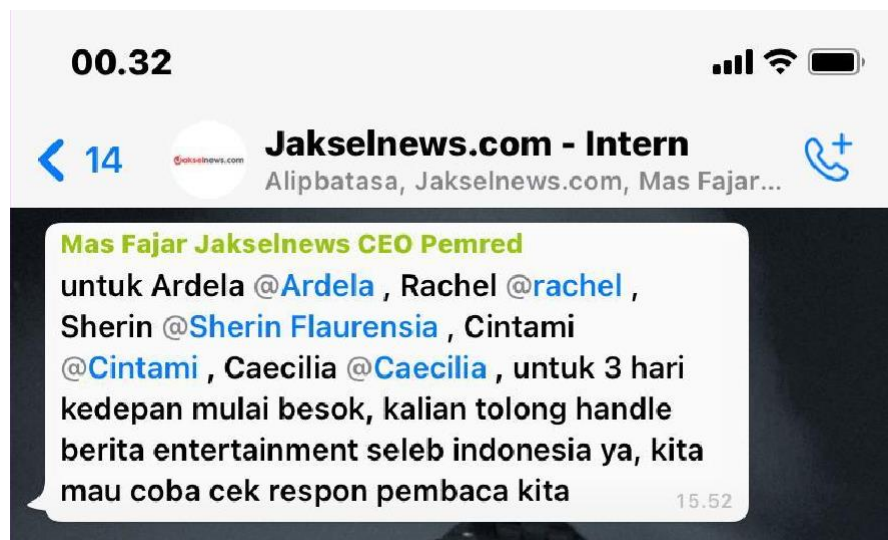 00.32
14
Jakselnews.com
Jakselnews.com - Intern
Alipbatasa, Jakselnews.com, Mas Fajar...
Mas Fajar Jakselnews CEO Pemred
untuk Ardela @Ardela , Rachel @rachel ,
Sherin @Sherin Flaurensia , Cintami
@Cintami , Caecilia @Caecilia , untuk 3 hari
kedepan mulai besok, kalian tolong handle
berita entertainment seleb indonesia ya, kita
mau coba cek respon pembaca kita
15.52